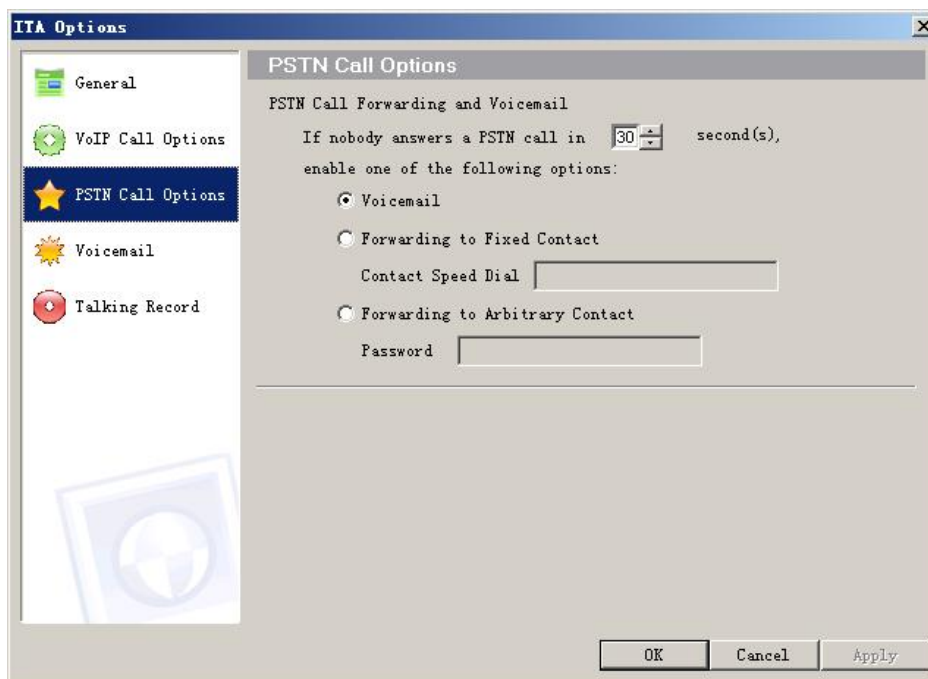 ITA Options
General
VoIP Call Options
PSTN Call Options
Voicemail
Talking Record
PSTN Call Options
PSTN Call Forwarding and Voicemail
If nobody answers a PSTN call in 30 second(s),
enable one of the following options:
Voicemail
Forwarding to Fixed Contact
Contact Speed Dial
Forwarding to Arbitrary Contact
Password
OK Cancel Apply